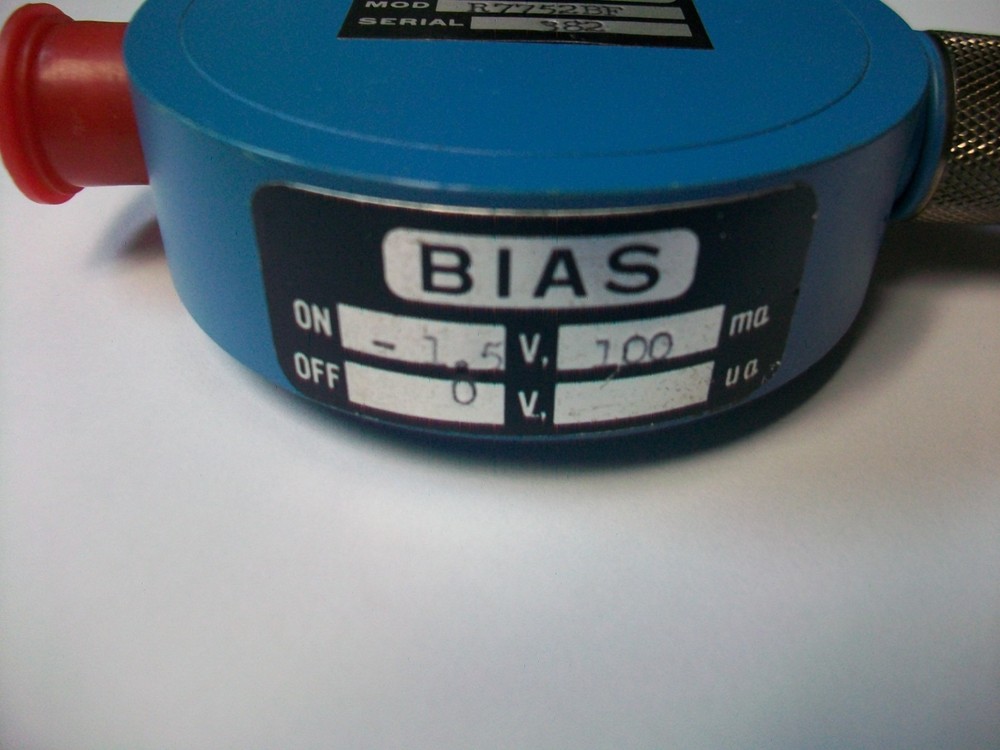 MOD R7752BF
SERIAL 382
BIAS
ON - 1.5 V, 100 ma
OFF 0 V, ua